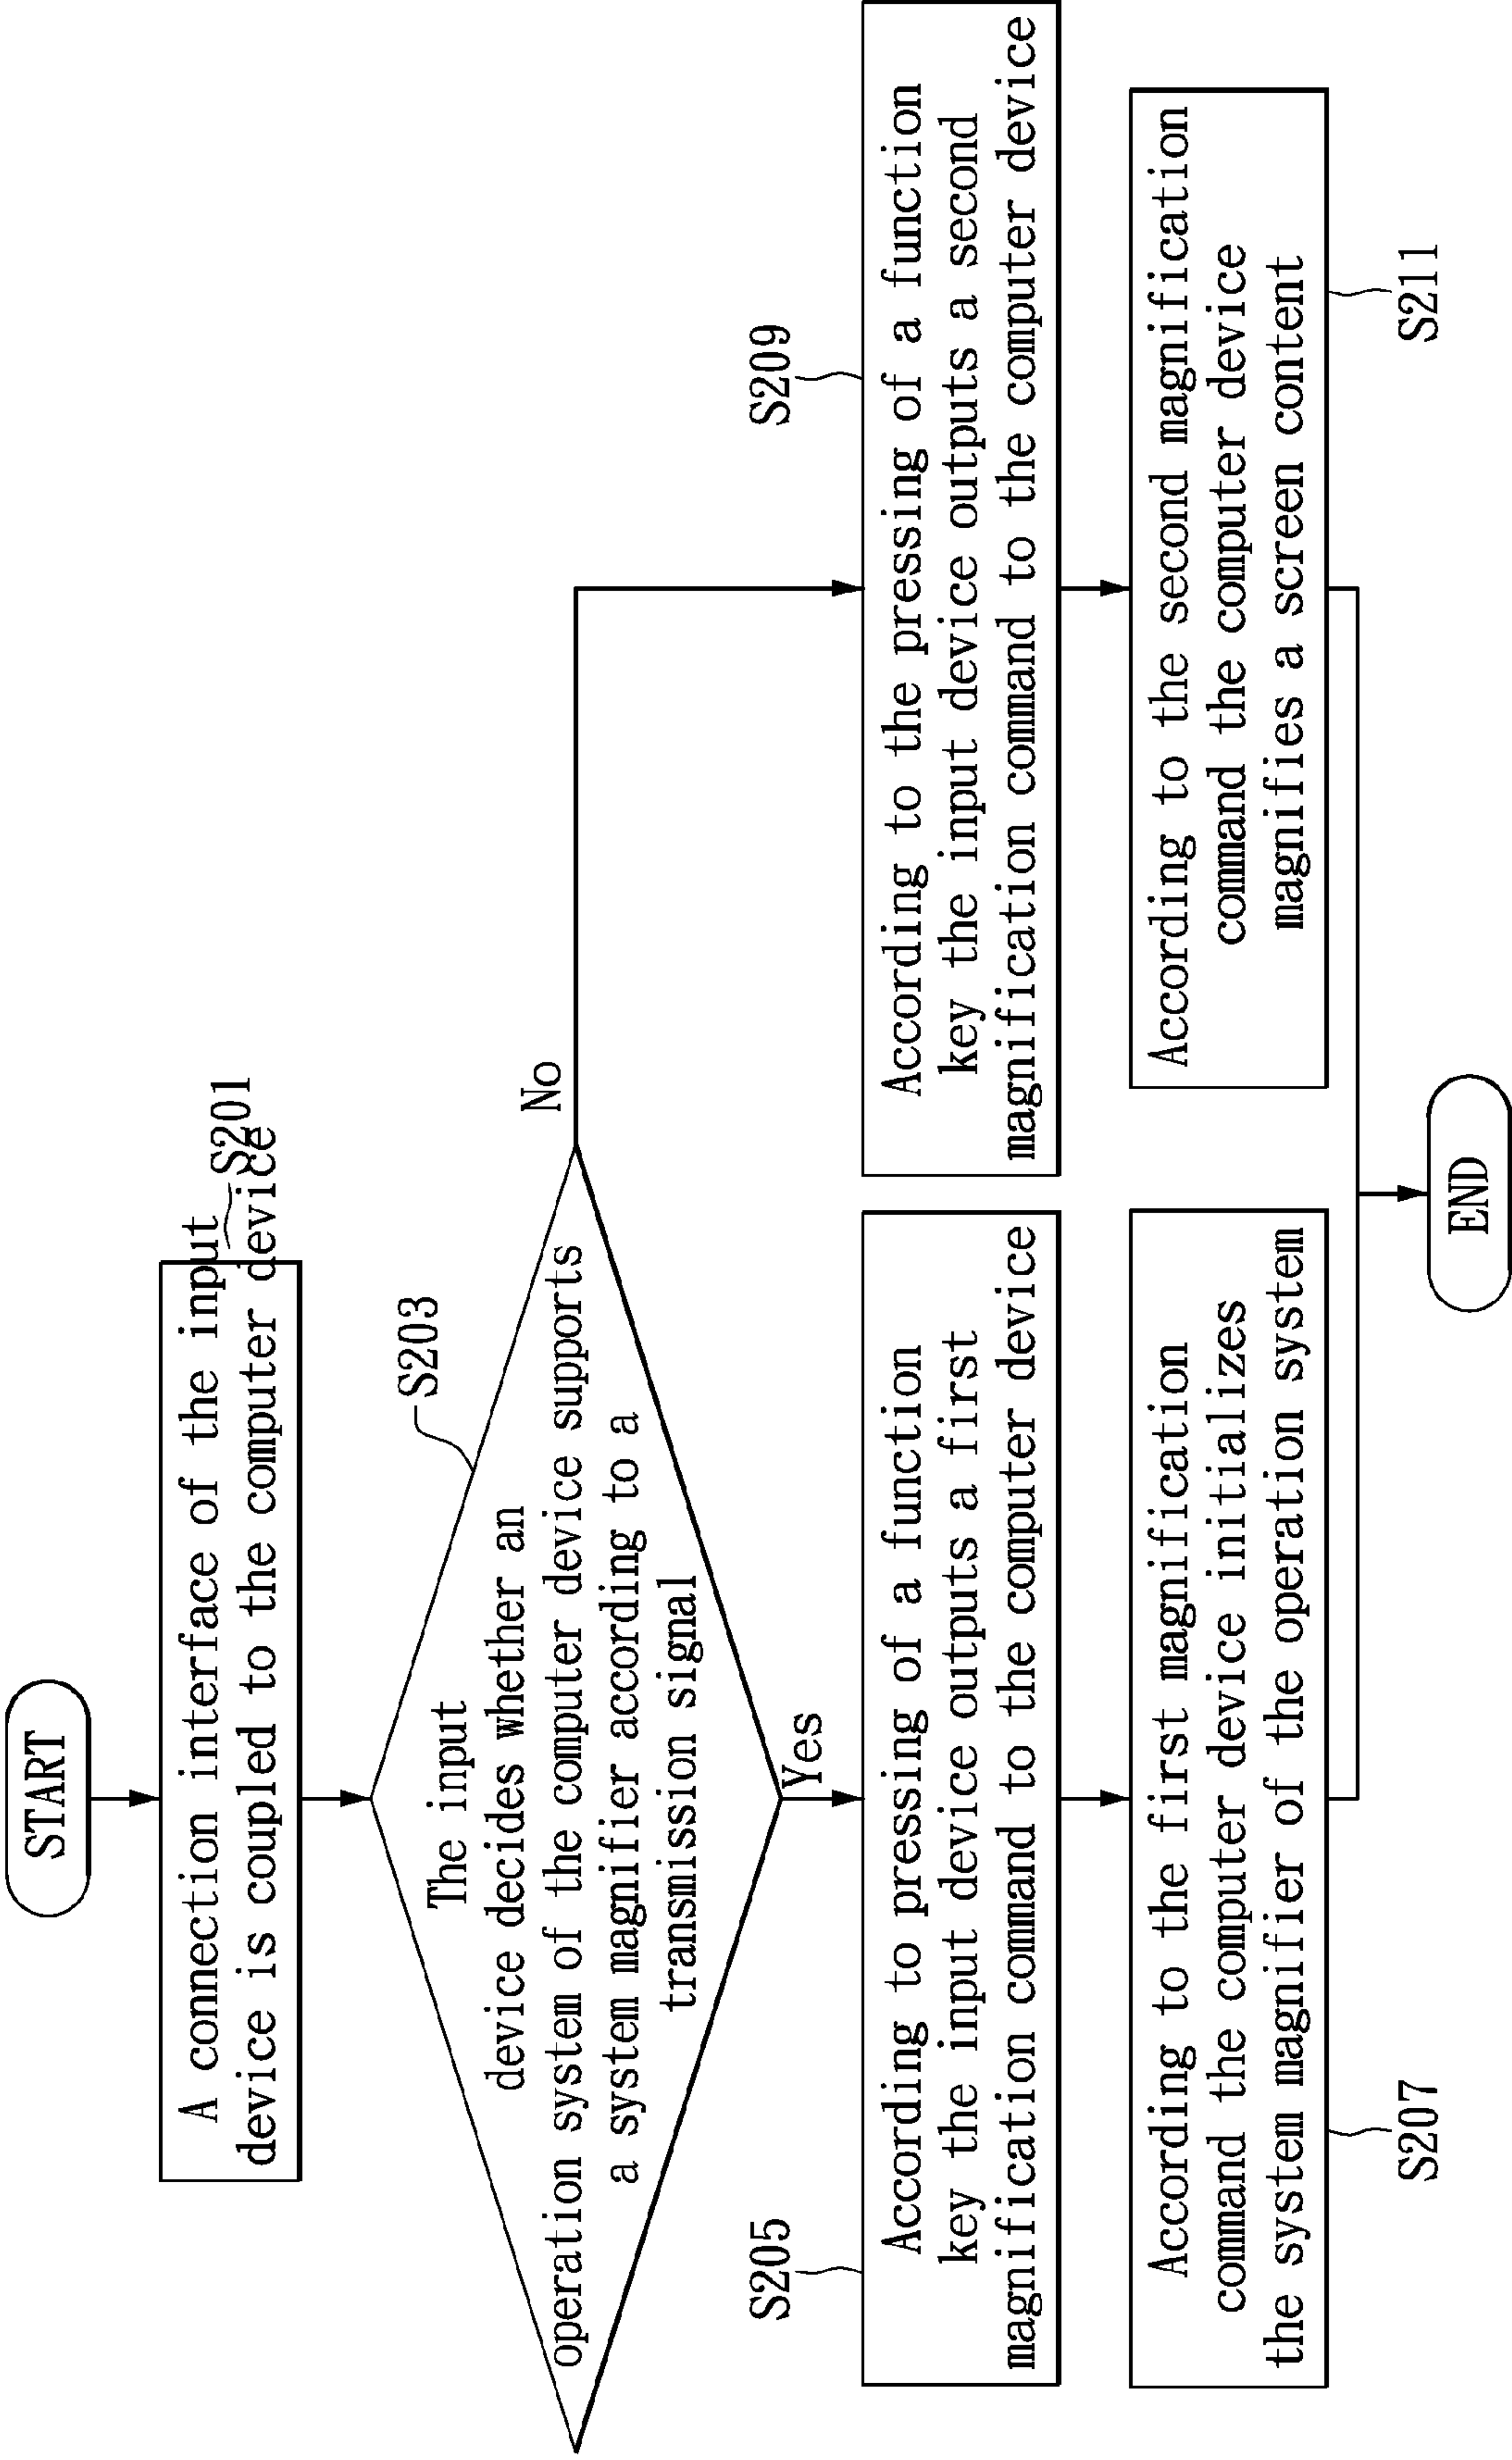 START
A connection interface of the input
device is coupled to the computer device
S201
The input
device decides whether an
operation system of the computer device supports
a system magnifier according to a
transmission signal
S203
No
Yes
S205
According to pressing of a function
key the input device outputs a first
magnification command to the computer device
S209
According to the pressing of a function
key the input device outputs a second
magnification command to the computer device
According to the first magnification
command the computer device initializes
the system magnifier of the operation system
S207
According to the second magnification
command the computer device
magnifies a screen content
S211
END